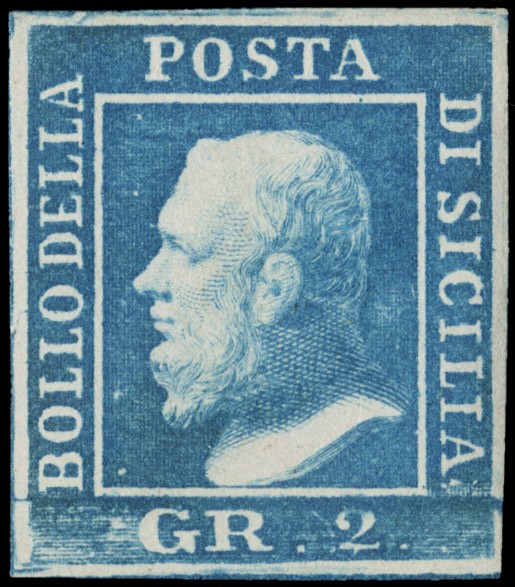 BOLLO DELLA
POSTA
DI SICILIA
GR. 2.